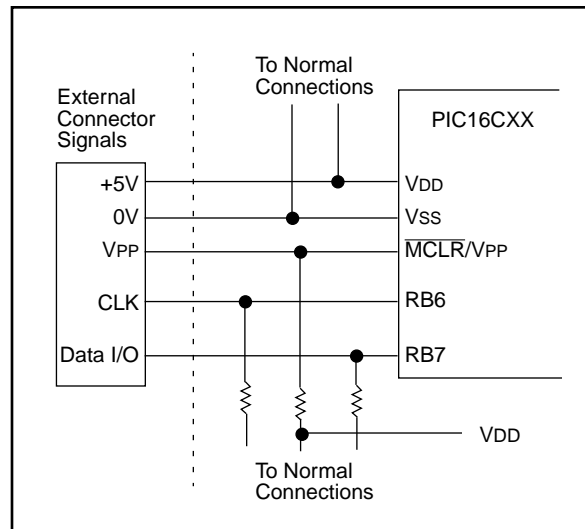 To Normal
Connections
External
Connector
Signals
PIC16CXX
+5V
VDD
0V
VSS
VPP
MCLR/VPP
CLK
RB6
Data I/O
RB7
VDD
To Normal
Connections